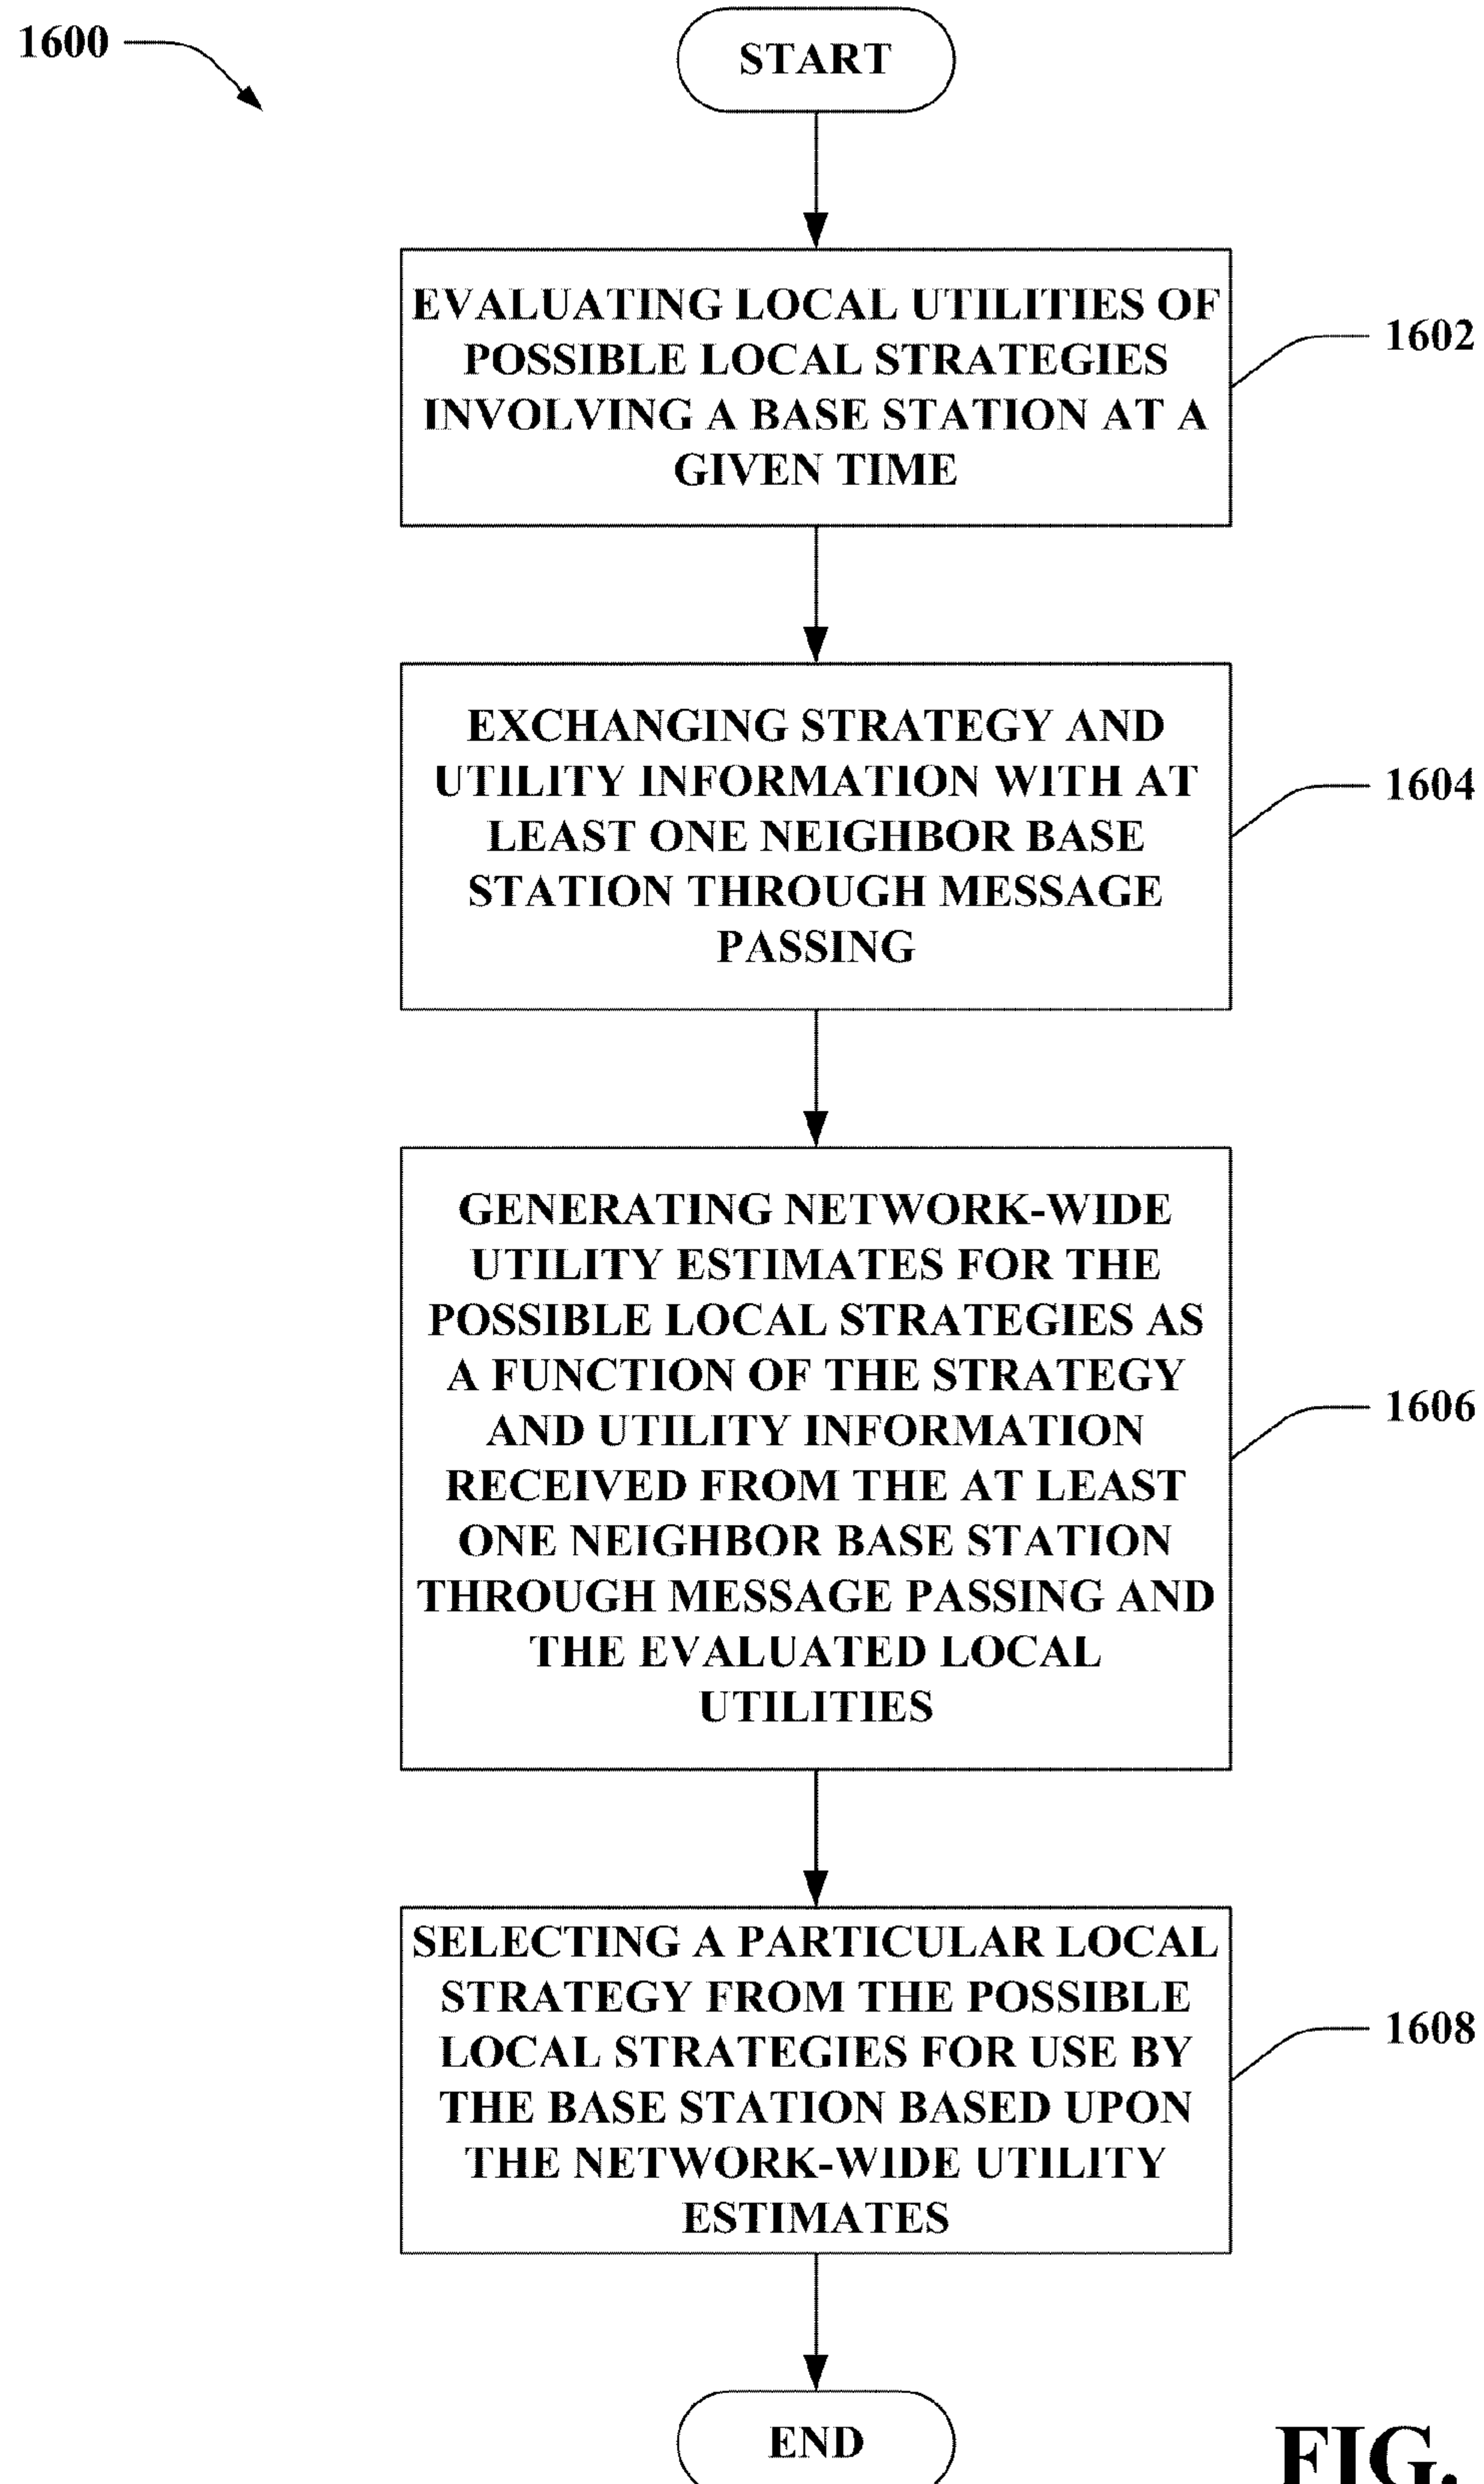 1600
START
EVALUATING LOCAL UTILITIES OF
POSSIBLE LOCAL STRATEGIES
INVOLVING A BASE STATION AT A
GIVEN TIME
1602
EXCHANGING STRATEGY AND
UTILITY INFORMATION WITH AT
LEAST ONE NEIGHBOR BASE
STATION THROUGH MESSAGE
PASSING
1604
GENERATING NETWORK-WIDE
UTILITY ESTIMATES FOR THE
POSSIBLE LOCAL STRATEGIES AS
A FUNCTION OF THE STRATEGY
AND UTILITY INFORMATION
RECEIVED FROM THE AT LEAST
ONE NEIGHBOR BASE STATION
THROUGH MESSAGE PASSING AND
THE EVALUATED LOCAL
UTILITIES
1606
SELECTING A PARTICULAR LOCAL
STRATEGY FROM THE POSSIBLE
LOCAL STRATEGIES FOR USE BY
THE BASE STATION BASED UPON
THE NETWORK-WIDE UTILITY
ESTIMATES
1608
END
FIG.